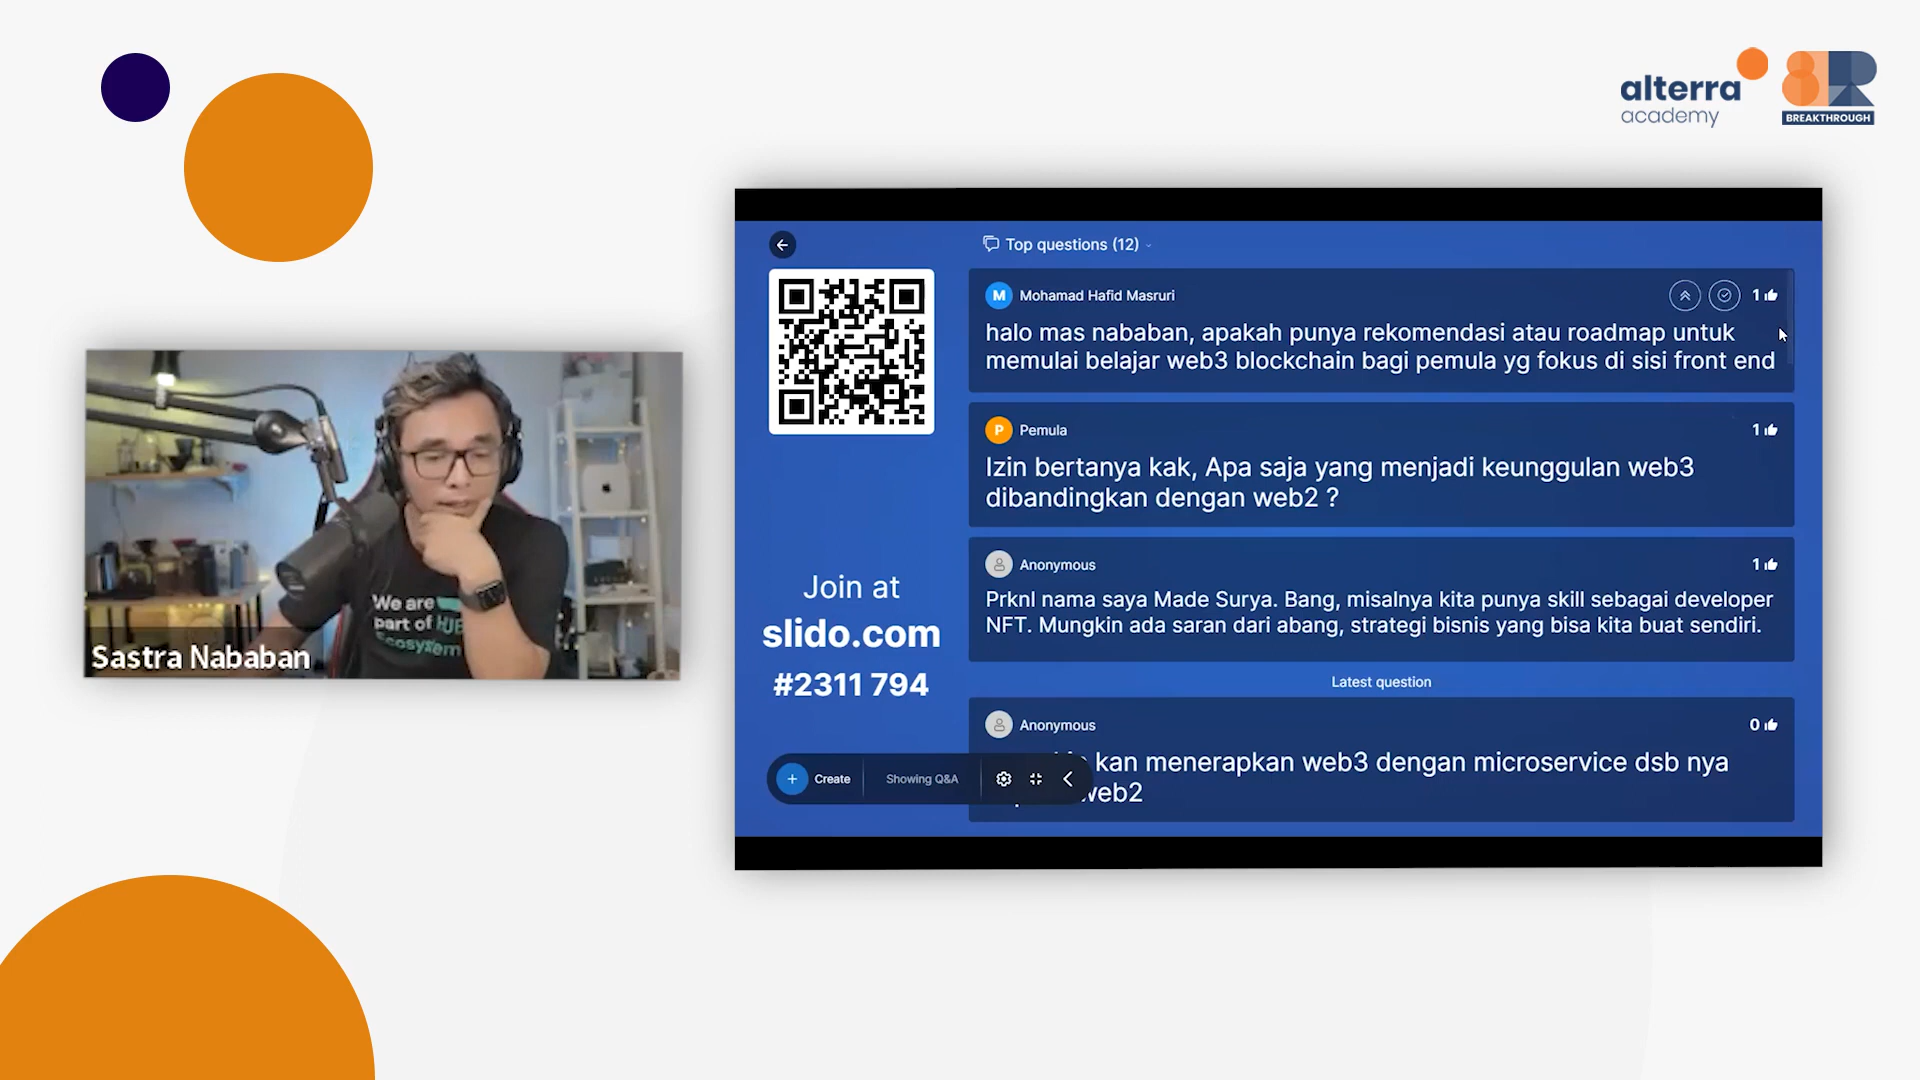 alterra
academy
BREAKTHROUGH
Sastra Nababan
We are
part of HUB
Ecosystem
Join at
slido.com
#2311 794
Create
Showing Q&A
Top questions (12)
M Mohamad Hafid Masruri
1
halo mas nababan, apakah punya rekomendasi atau roadmap untuk
memulai belajar web3 blockchain bagi pemula yg fokus di sisi front end
P Pemula
1
Izin bertanya kak, Apa saja yang menjadi keunggulan web3
dibandingkan dengan web2 ?
Anonymous
1
Prknl nama saya Made Surya. Bang, misalnya kita punya skill sebagai developer
NFT. Mungkin ada saran dari abang, strategi bisnis yang bisa kita buat sendiri.
Latest question
Anonymous
0
kan menerapkan web3 dengan microservice dsb nya
web2